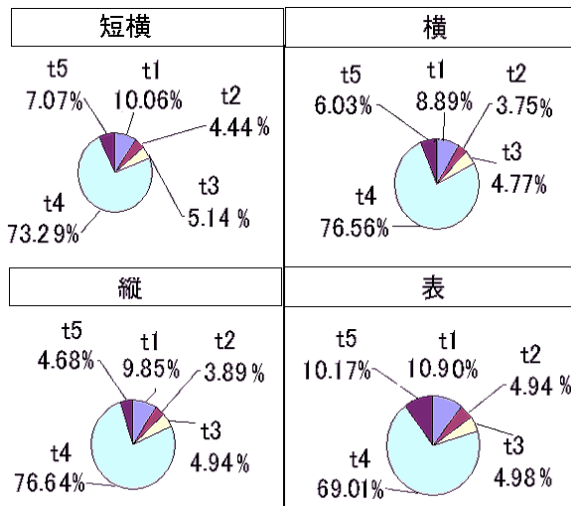 短横
t5
7.07%
t1
10.06%
t2
4.44%
t3
5.14%
t4
73.29%
横
t5
6.03%
t1
8.89%
t2
3.75%
t3
4.77%
t4
76.56%
縦
t5
4.68%
t1
9.85%
t2
3.89%
t3
4.94%
t4
76.64%
表
t5
10.17%
t1
10.90%
t2
4.94%
t3
4.98%
t4
69.01%